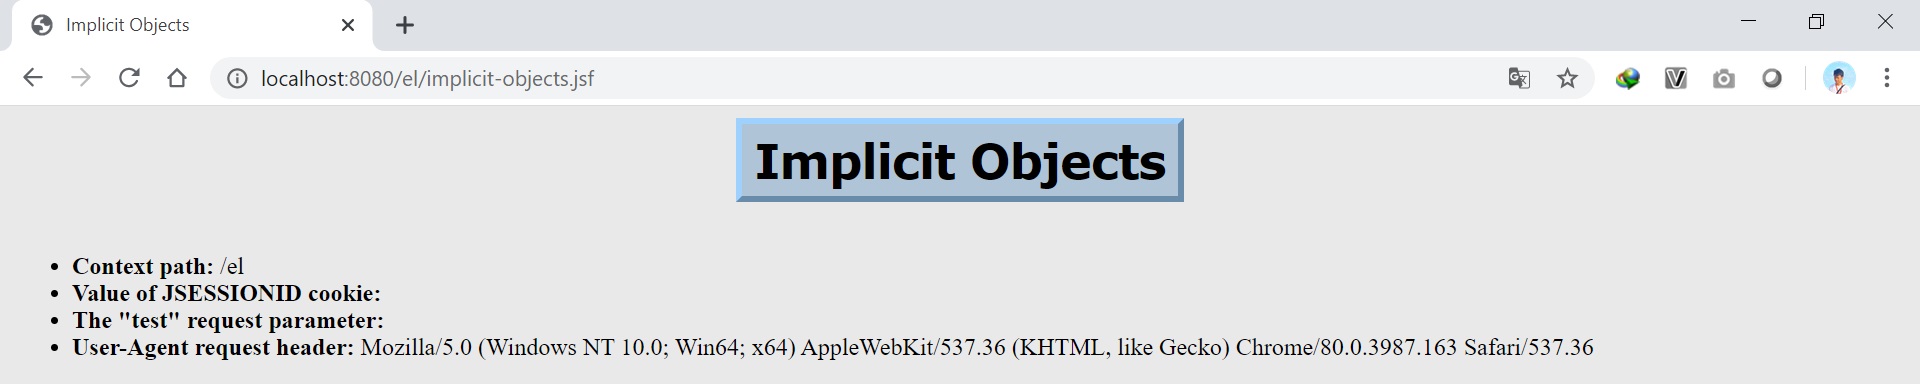 Implicit Objects
localhost:8080/el/implicit-objects.jsf
Implicit Objects
Context path: /el
Value of JSESSIONID cookie:
The "test" request parameter:
User-Agent request header: Mozilla/5.0 (Windows NT 10.0; Win64; x64) AppleWebKit/537.36 (KHTML, like Gecko) Chrome/80.0.3987.163 Safari/537.36